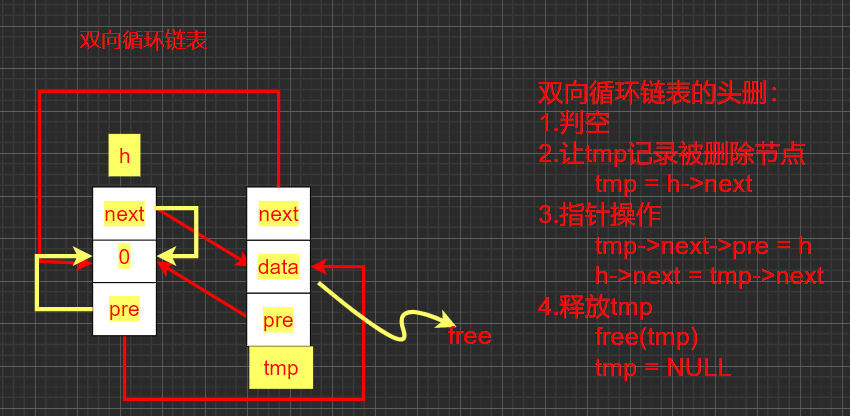 双向循环链表
h
next
0
pre
next
data
pre
tmp
free
双向循环链表的头删：
1.判空
2.让tmp记录被删除节点
tmp = h->next
3.指针操作
tmp->next->pre = h
h->next = tmp->next
4.释放tmp
free(tmp)
tmp = NULL